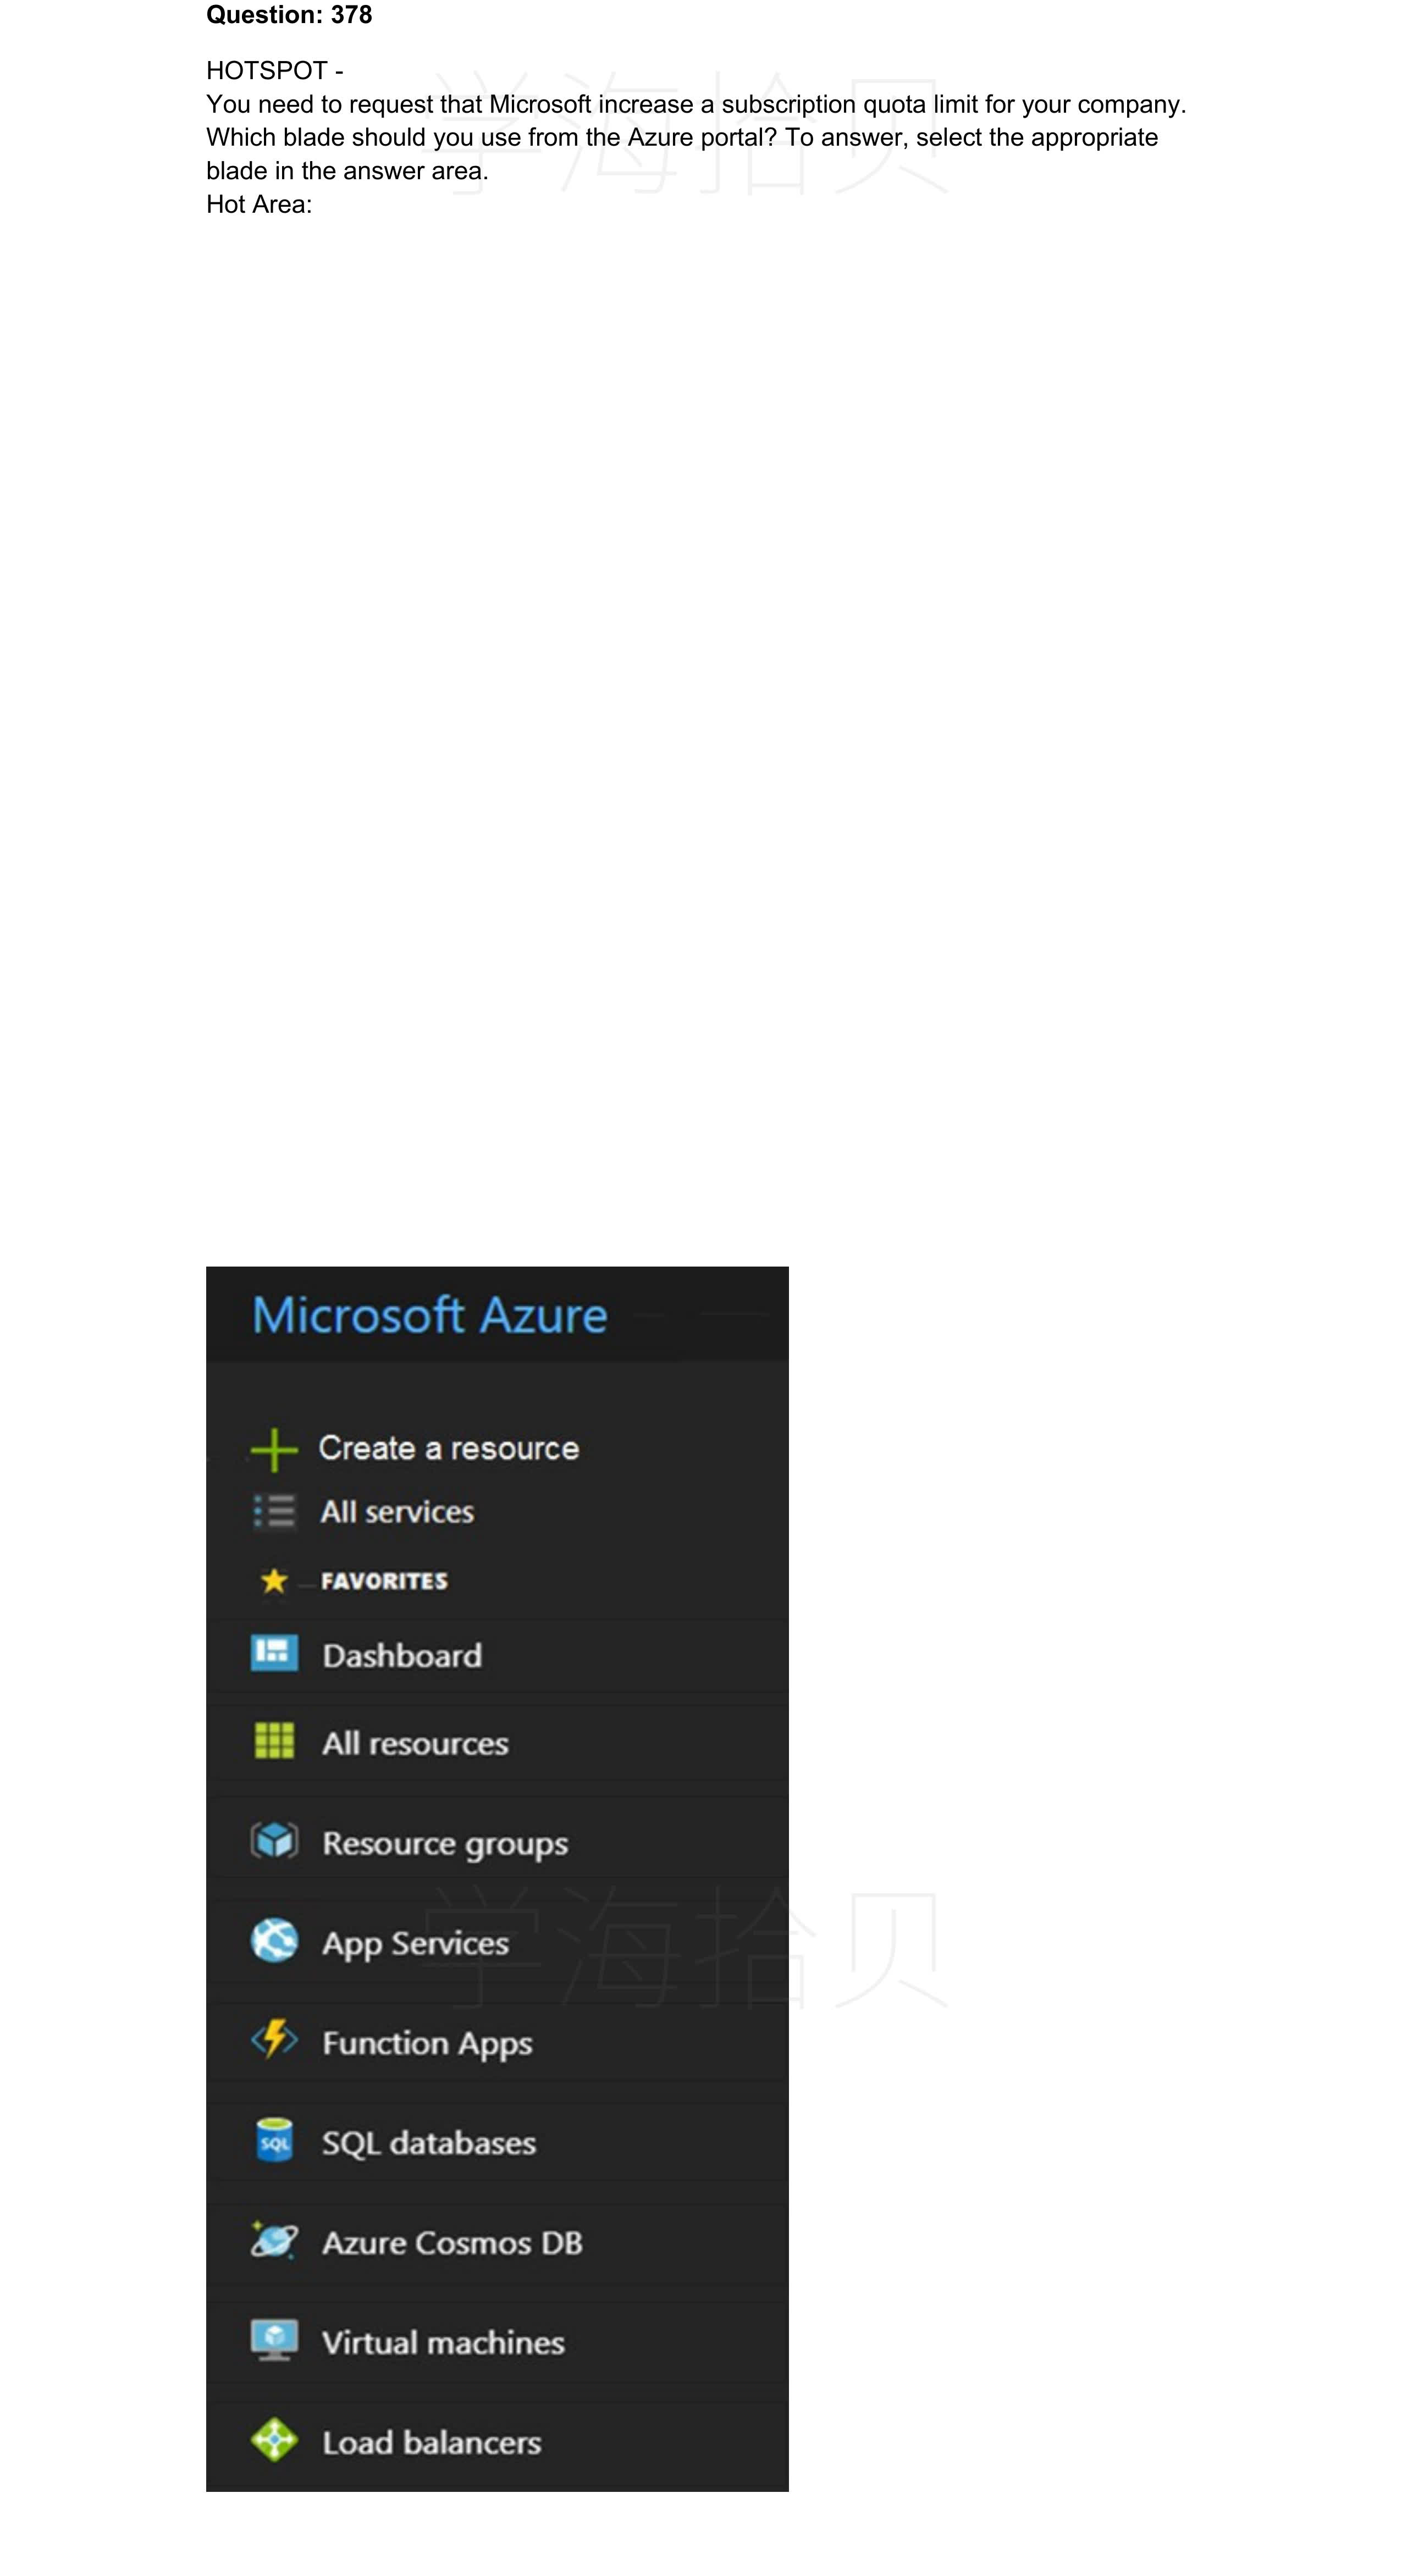 Question: 378
HOTSPOT -
You need to request that Microsoft increase a subscription quota limit for your company.
Which blade should you use from the Azure portal? To answer, select the appropriate
blade in the answer area.
Hot Area:
学海拾贝
Microsoft Azure
Create a resource
All services
FAVORITES
Dashboard
All resources
Resource groups
学海拾贝
App Services
Function Apps
SQL
SQL databases
Azure Cosmos DB
Virtual machines
Load balancers